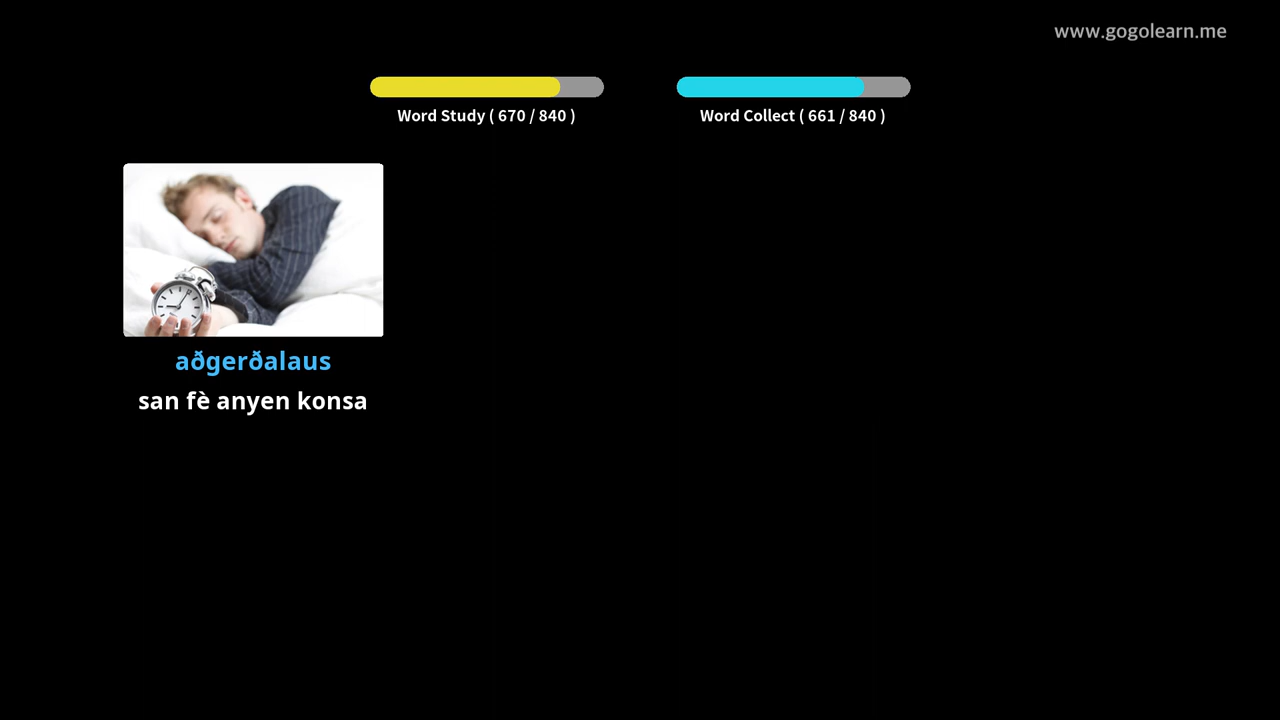 www.gogolearn.me
Word Study ( 670 / 840 )
Word Collect ( 661 / 840 )
aðgerðalaus
san fè anyen konsa